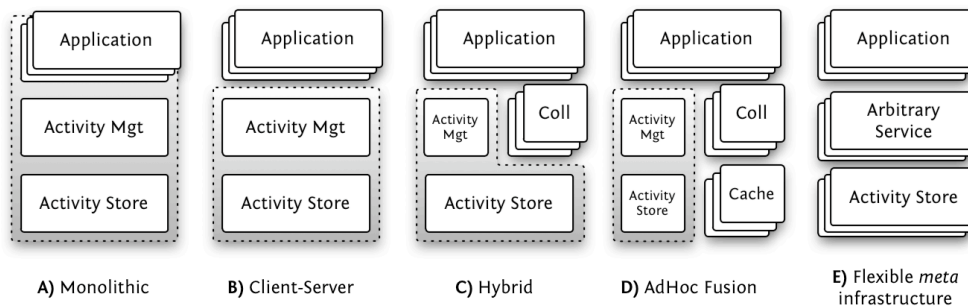 Application
Activity Mgt
Activity Store
A) Monolithic
Application
Activity Mgt
Activity Store
B) Client-Server
Application
Activity
Mgt
Coll
Activity Store
C) Hybrid
Application
Activity
Mgt
Coll
Activity
Store
Cache
D) AdHoc Fusion
Application
Arbitrary
Service
Activity Store
E) Flexible meta
infrastructure